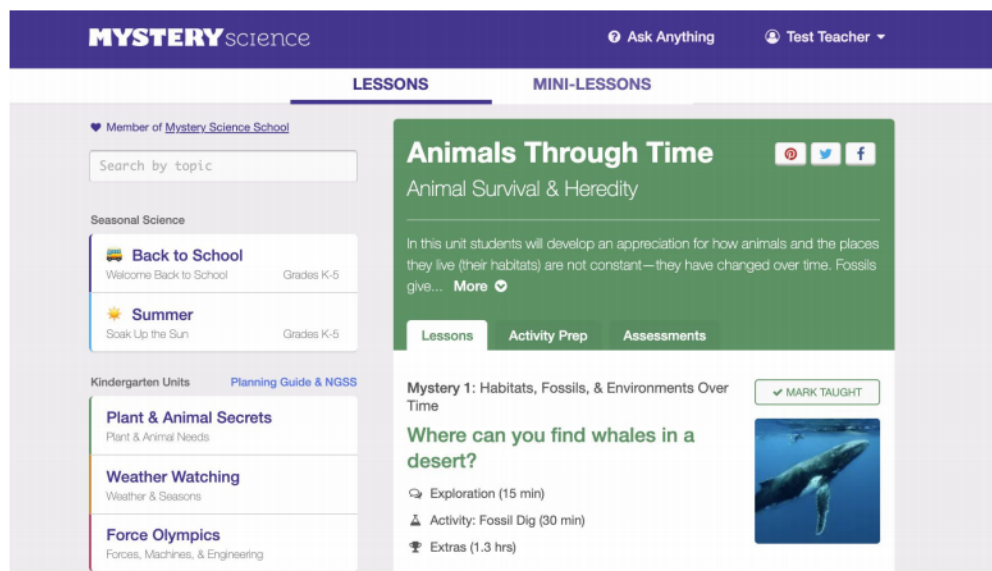 MYSTERYscience
Ask Anything
Test Teacher
LESSONS
MINI-LESSONS
Member of Mystery Science School
Search by topic
Seasonal Science
Back to School
Welcome Back to School
Grades K-5
Summer
Soak Up the Sun
Grades K-5
Kindergarten Units
Planning Guide & NGSS
Plant & Animal Secrets
Plant & Animal Needs
Weather Watching
Weather & Seasons
Force Olympics
Forces, Machines, & Engineering
Animals Through Time
Animal Survival & Heredity
In this unit students will develop an appreciation for how animals and the places
they live (their habitats) are not constant—they have changed over time. Fossils
give... More
Lessons
Activity Prep
Assessments
Mystery 1: Habitats, Fossils, & Environments Over
Time
MARK TAUGHT
Where can you find whales in a
desert?
Exploration (15 min)
Activity: Fossil Dig (30 min)
Extras (1.3 hrs)